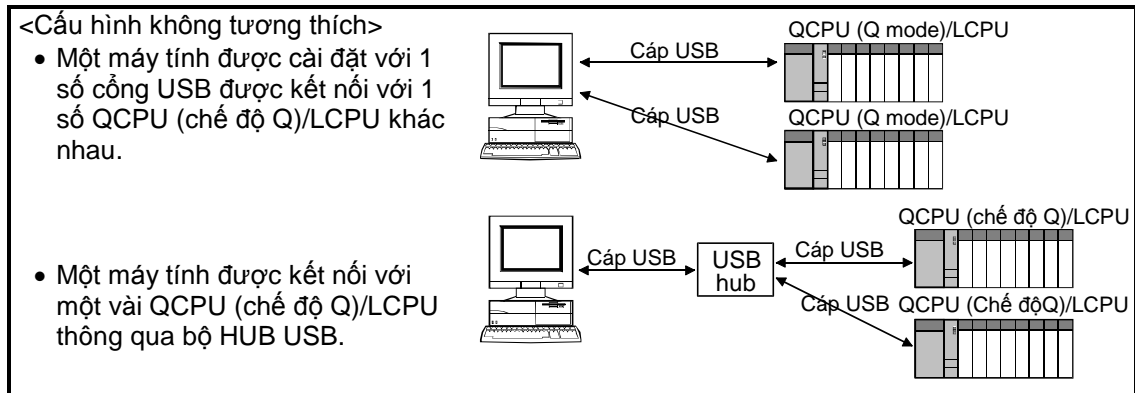 <Cấu hình không tương thích>
• Một máy tính được cài đặt với 1
số cổng USB được kết nối với 1
số QCPU (chế độ Q)/LCPU khác
nhau.
QCPU (Q mode)/LCPU
Cáp USB
Cáp USB
QCPU (Q mode)/LCPU
• Một máy tính được kết nối với
một vài QCPU (chế độ Q)/LCPU
thông qua bộ HUB USB.
QCPU (chế độ Q)/LCPU
Cáp USB
USB
hub
Cáp USB
Cáp USB
QCPU (Chế độQ)/LCPU